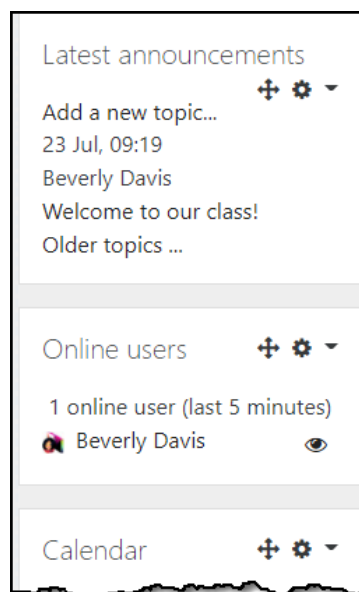 Latest announcements
Add a new topic...
23 Jul, 09:19
Beverly Davis
Welcome to our class!
Older topics ...
Online users
1 online user (last 5 minutes)
Beverly Davis
Calendar